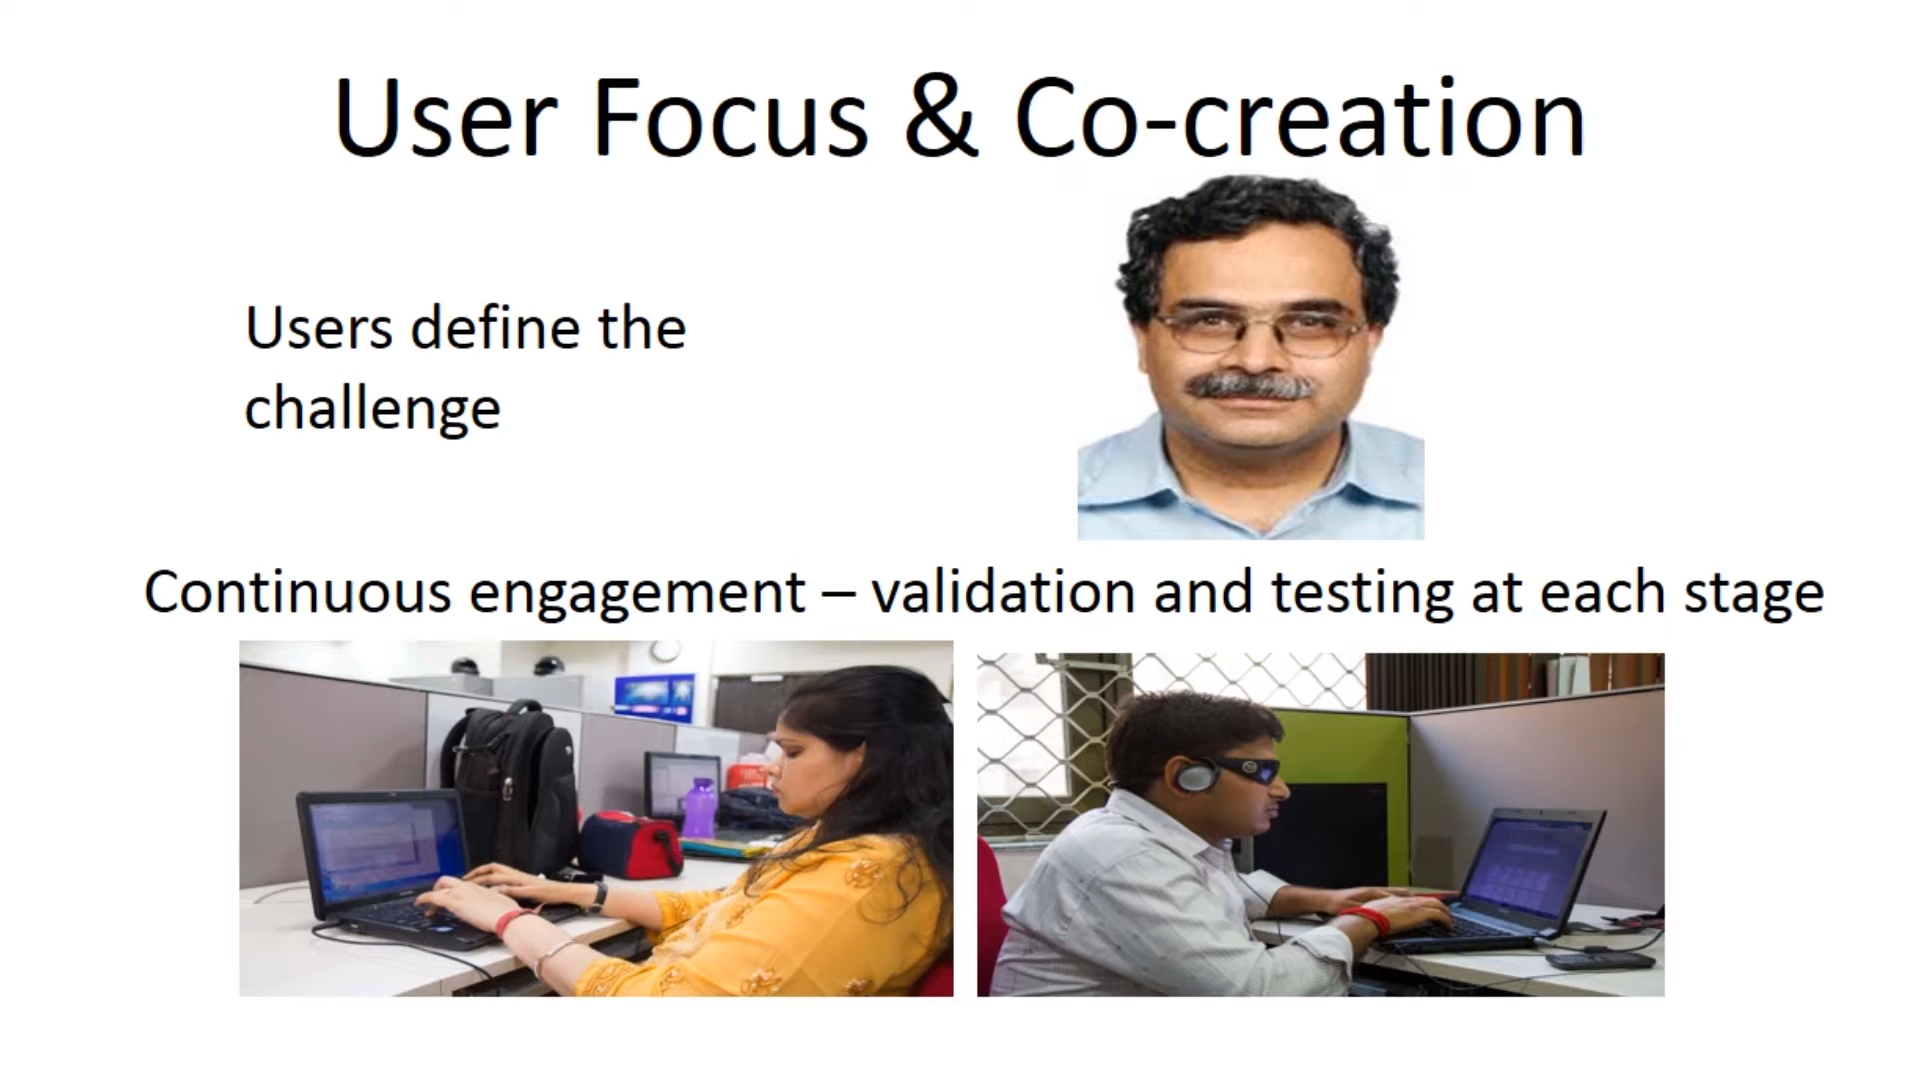 User Focus & Co-creation
Users define the
challenge
Continuous engagement – validation and testing at each stage